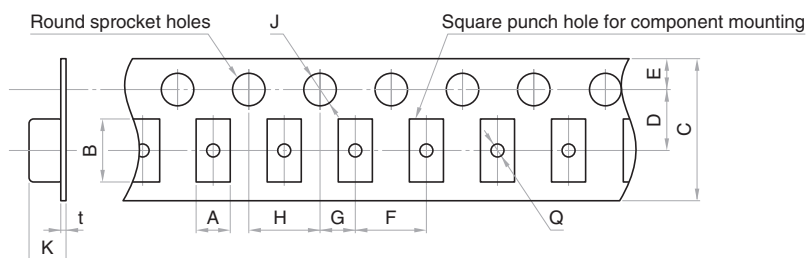 Round sprocket holes
J
Square punch hole for component mounting
E
D
C
B
t
A
H
G
F
Q
K